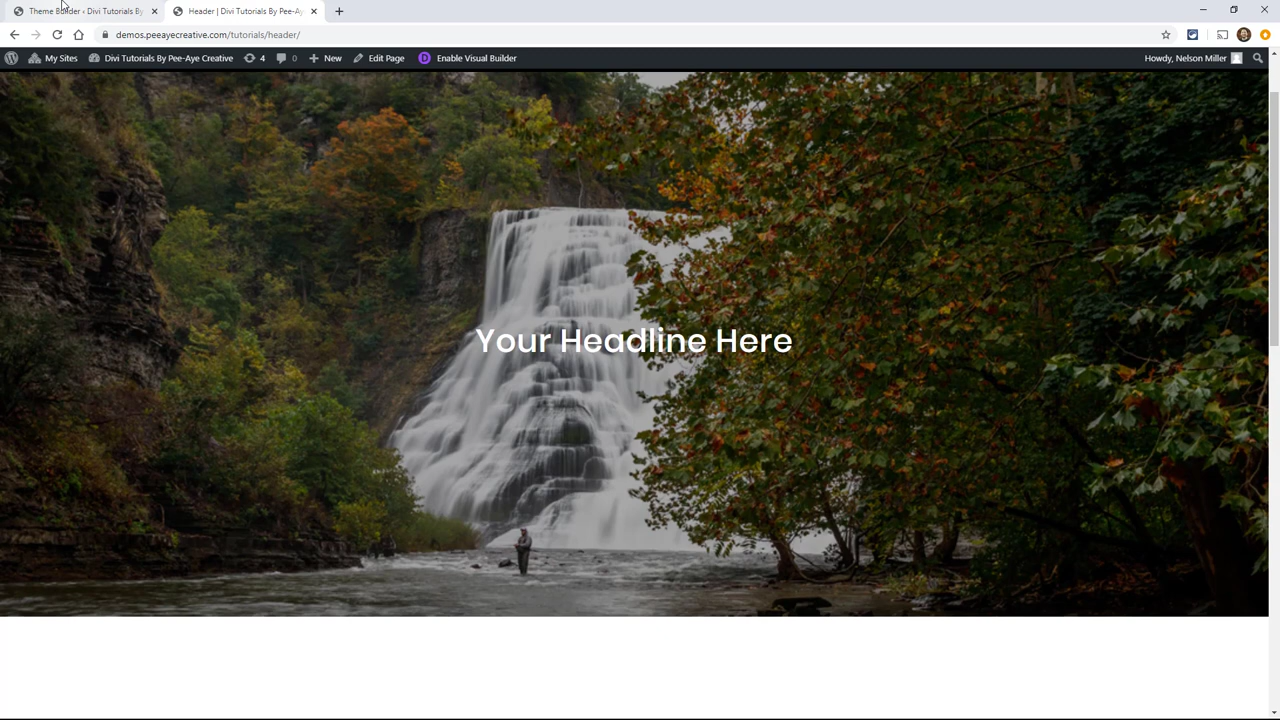 Theme Builder ‹ Divi Tutorials By
Header | Divi Tutorials By Pee-Ay
demos.peeayecreative.com/tutorials/header/
My Sites
Divi Tutorials By Pee-Aye Creative
4
0
New
Edit Page
D
Enable Visual Builder
Howdy, Nelson Miller
Your Headline Here